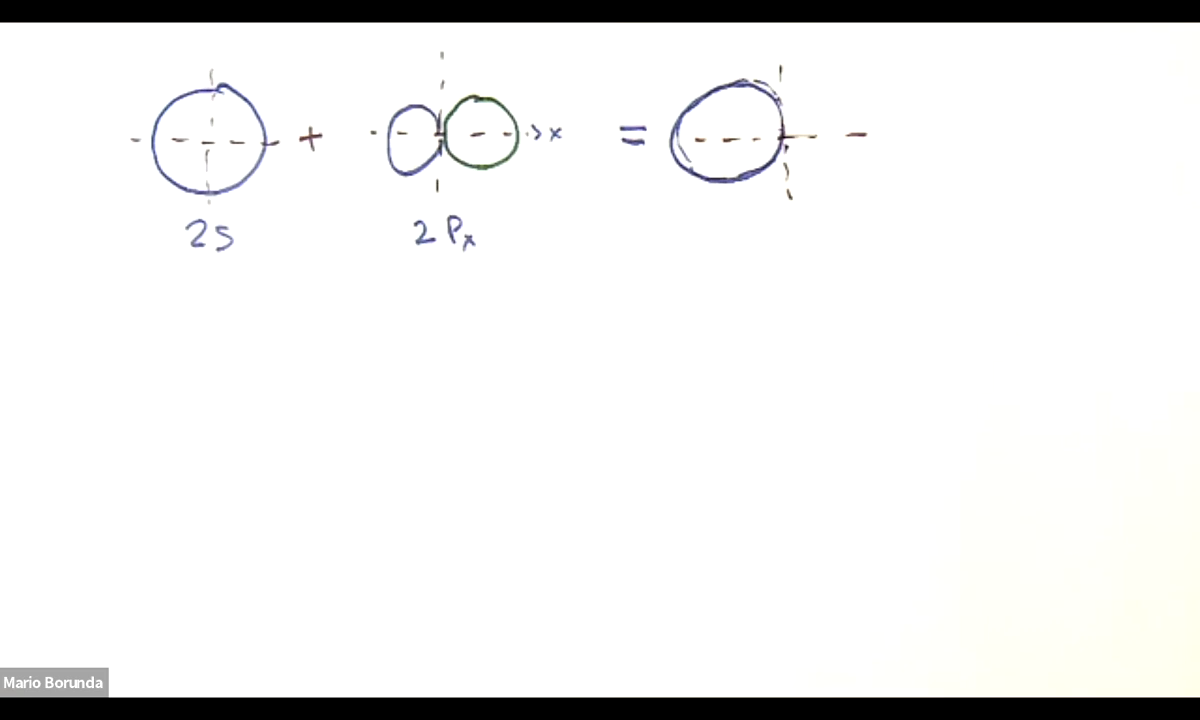 + x =
2s 2Px
Mario Borunda